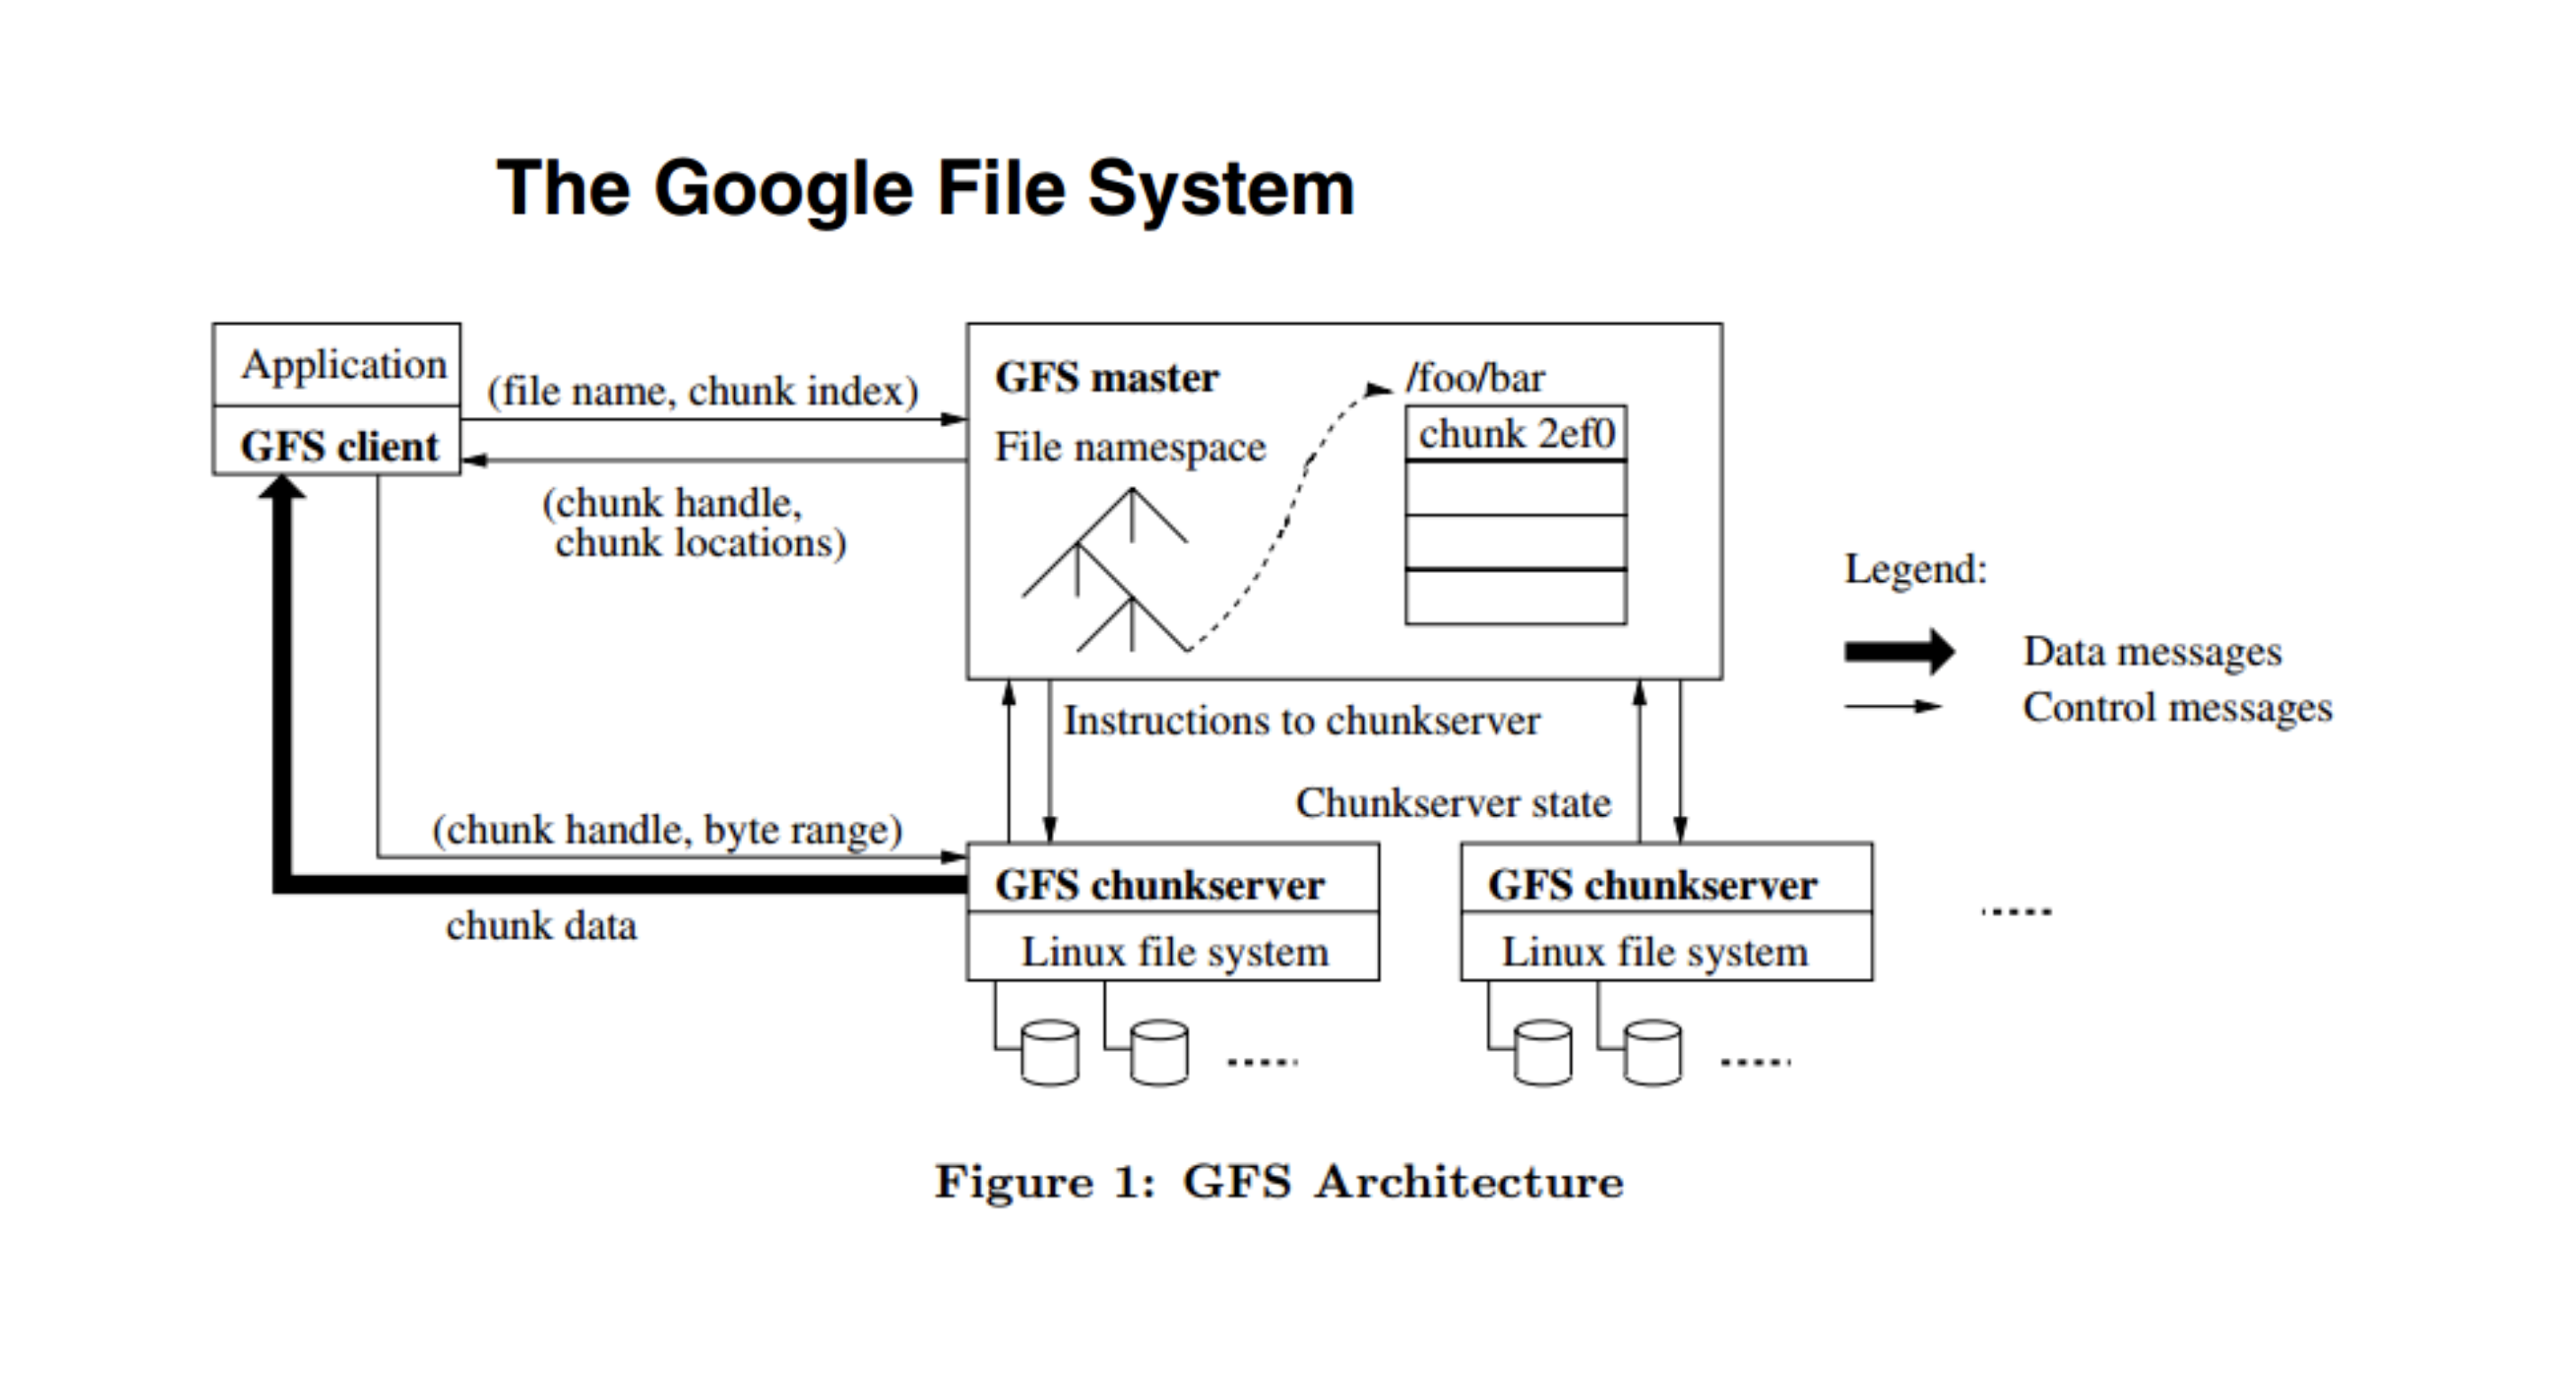 The Google File System
Application
GFS client
(file name, chunk index)
(chunk handle,
chunk locations)
GFS master
File namespace
/foo/bar
chunk 2ef0
Legend:
Data messages
Control messages
Instructions to chunkserver
Chunkserver state
(chunk handle, byte range)
chunk data
GFS chunkserver
Linux file system
GFS chunkserver
Linux file system
Figure 1: GFS Architecture